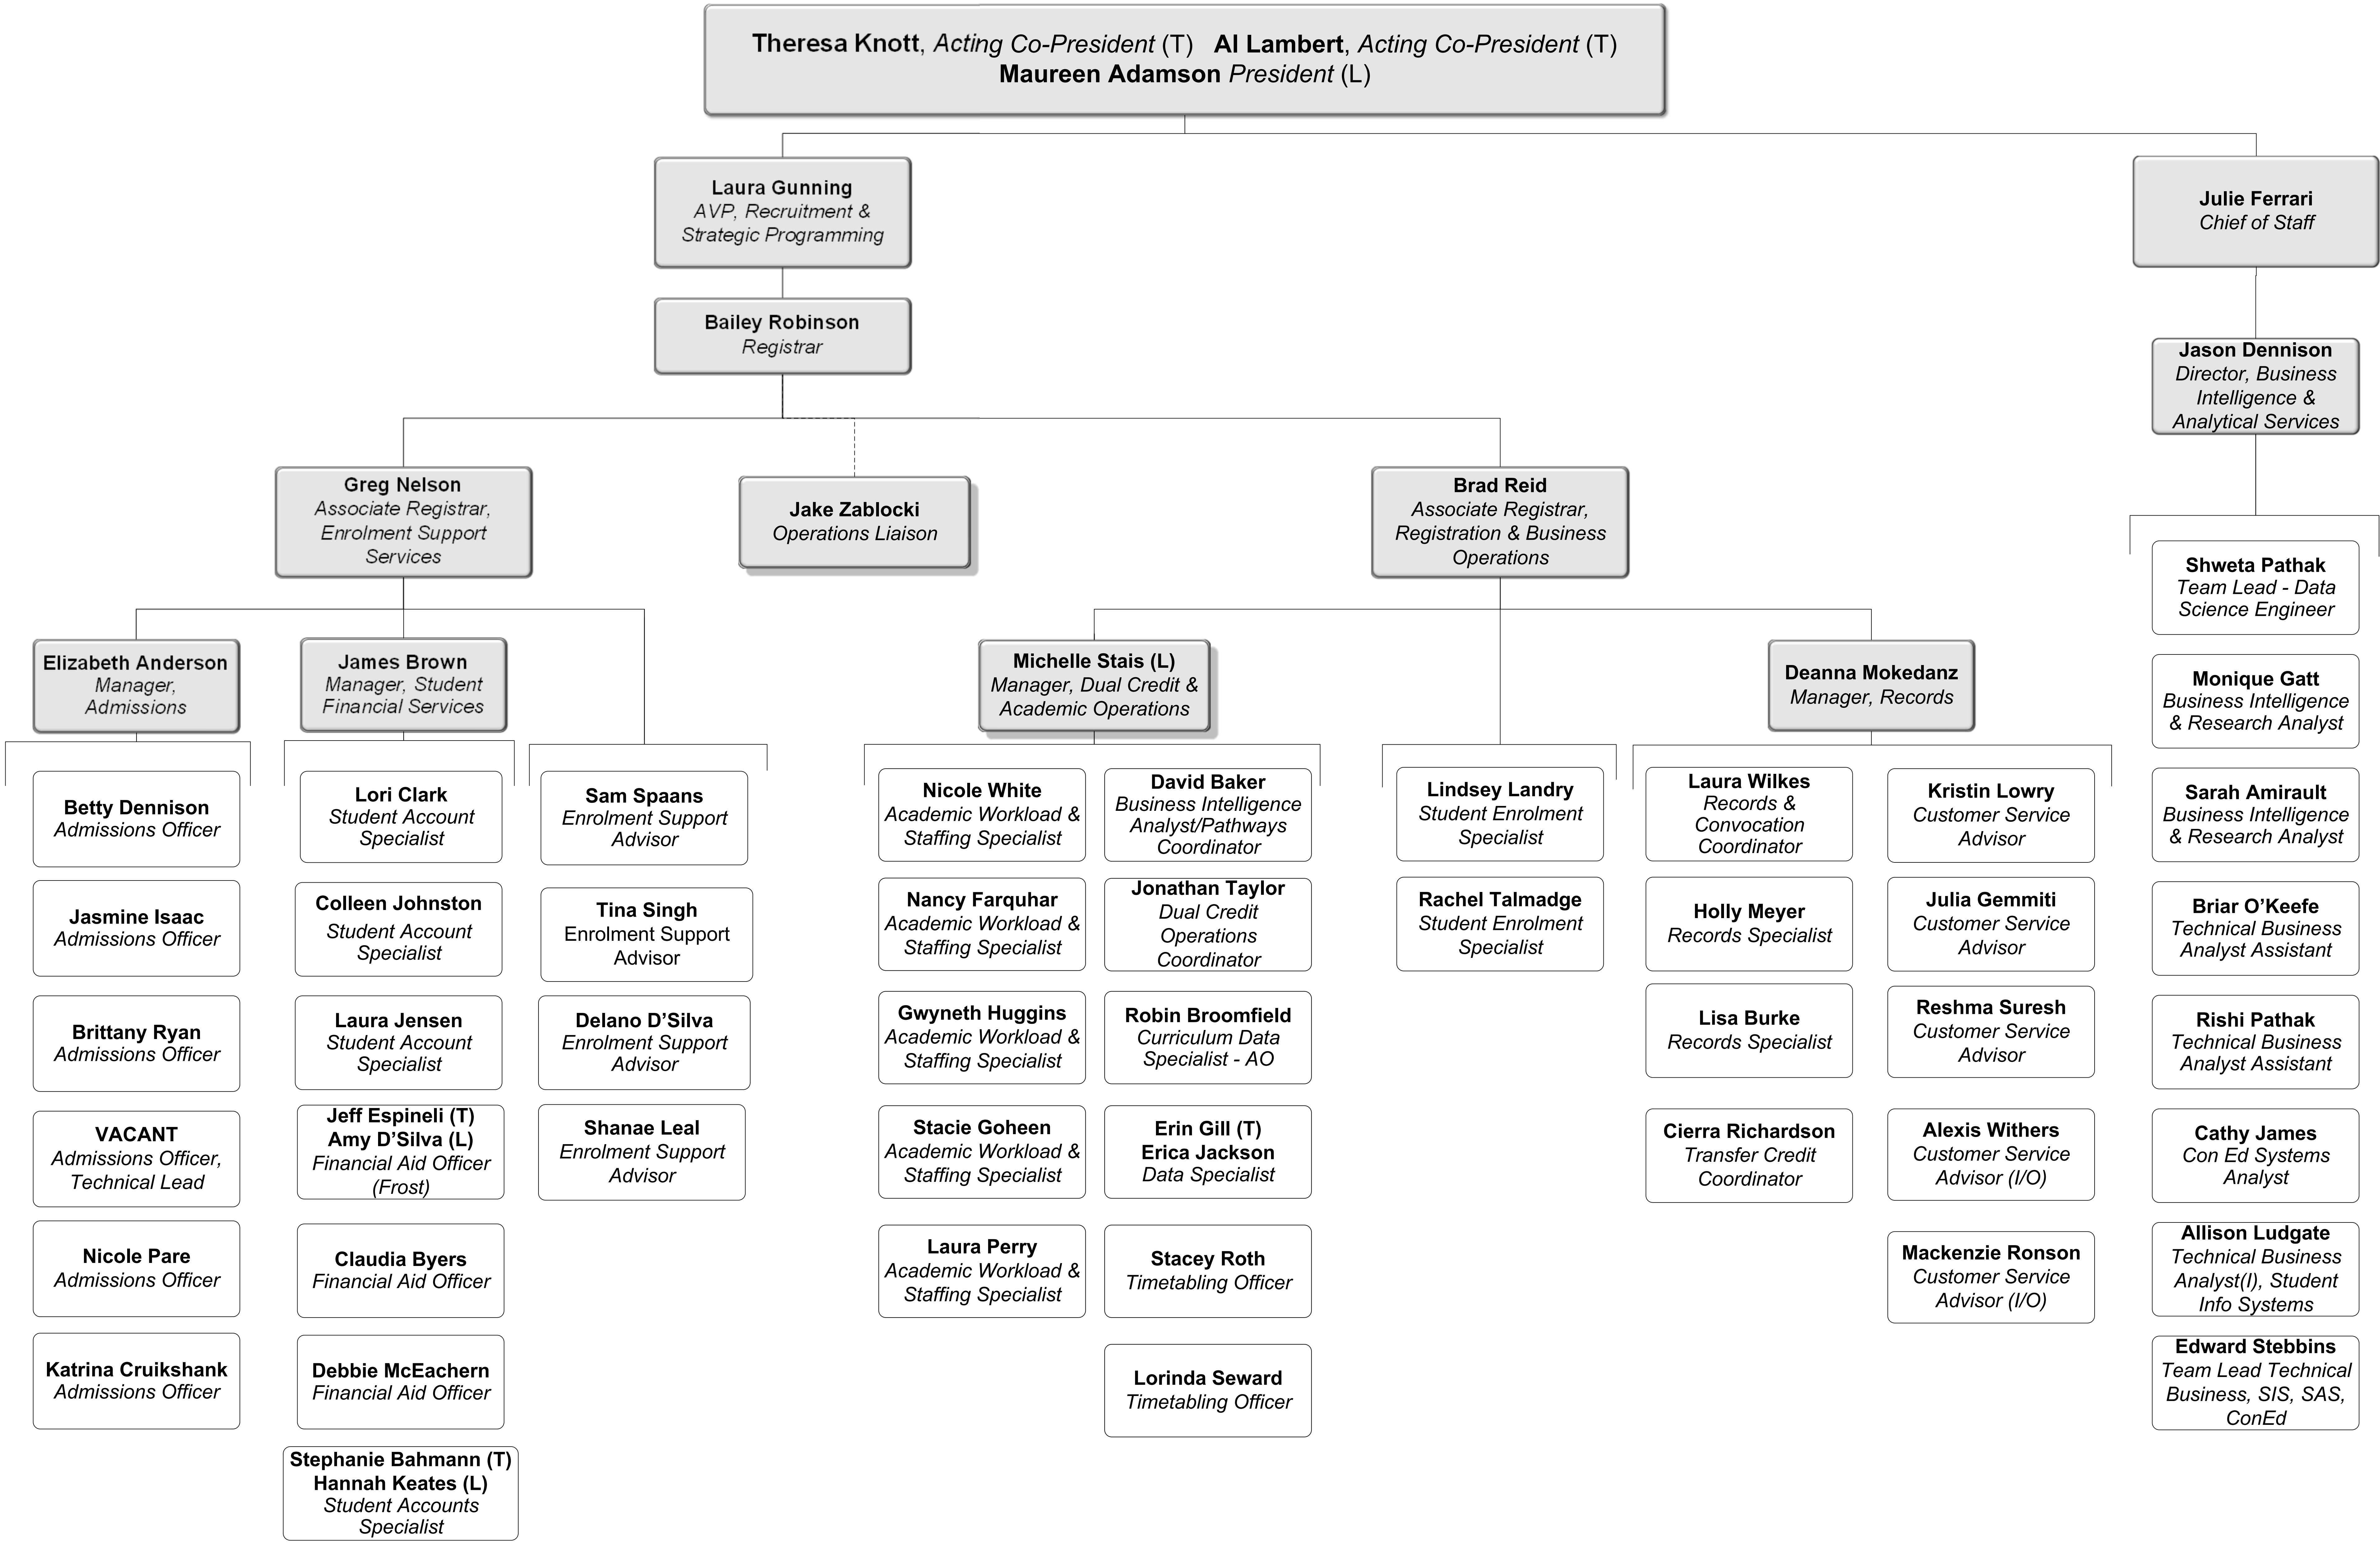 Theresa Knott, Acting Co-President (T) Al Lambert, Acting Co-President (T)
Maureen Adamson President (L)
Laura Gunning
AVP, Recruitment &
Strategic Programming
Julie Ferrari
Chief of Staff
Bailey Robinson
Registrar
Jason Dennison
Director, Business
Intelligence &
Analytical Services
Greg Nelson
Associate Registrar,
Enrolment Support
Services
Jake Zablocki
Operations Liaison
Brad Reid
Associate Registrar,
Registration & Business
Operations
Elizabeth Anderson
Manager,
Admissions
James Brown
Manager, Student
Financial Services
Michelle Stais (L)
Manager, Dual Credit &
Academic Operations
Deanna Mokedanz
Manager, Records
Betty Dennison
Admissions Officer
Jasmine Isaac
Admissions Officer
Brittany Ryan
Admissions Officer
VACANT
Admissions Officer,
Technical Lead
Nicole Pare
Admissions Officer
Katrina Cruikshank
Admissions Officer
Lori Clark
Student Account
Specialist
Colleen Johnston
Student Account
Specialist
Laura Jensen
Student Account
Specialist
Jeff Espineli (T)
Amy D’Silva (L)
Financial Aid Officer
(Frost)
Claudia Byers
Financial Aid Officer
Debbie McEachern
Financial Aid Officer
Stephanie Bahmann (T)
Hannah Keates (L)
Student Accounts
Specialist
Sam Spaans
Enrolment Support
Advisor
Tina Singh
Enrolment Support
Advisor
Delano D’Silva
Enrolment Support
Advisor
Shanae Leal
Enrolment Support
Advisor
Nicole White
Academic Workload &
Staffing Specialist
Nancy Farquhar
Academic Workload &
Staffing Specialist
Gwyneth Huggins
Academic Workload &
Staffing Specialist
Stacie Goheen
Academic Workload &
Staffing Specialist
Laura Perry
Academic Workload &
Staffing Specialist
David Baker
Business Intelligence
Analyst/Pathways
Coordinator
Jonathan Taylor
Dual Credit
Operations
Coordinator
Robin Broomfield
Curriculum Data
Specialist - AO
Erin Gill (T)
Erica Jackson
Data Specialist
Stacey Roth
Timetabling Officer
Lorinda Seward
Timetabling Officer
Lindsey Landry
Student Enrolment
Specialist
Rachel Talmadge
Student Enrolment
Specialist
Laura Wilkes
Records &
Convocation
Coordinator
Holly Meyer
Records Specialist
Lisa Burke
Records Specialist
Cierra Richardson
Transfer Credit
Coordinator
Kristin Lowry
Customer Service
Advisor
Julia Gemmiti
Customer Service
Advisor
Reshma Suresh
Customer Service
Advisor
Alexis Withers
Customer Service
Advisor (I/O)
Mackenzie Ronson
Customer Service
Advisor (I/O)
Shweta Pathak
Team Lead - Data
Science Engineer
Monique Gatt
Business Intelligence
& Research Analyst
Sarah Amirault
Business Intelligence
& Research Analyst
Briar O’Keefe
Technical Business
Analyst Assistant
Rishi Pathak
Technical Business
Analyst Assistant
Cathy James
Con Ed Systems
Analyst
Allison Ludgate
Technical Business
Analyst(I), Student
Info Systems
Edward Stebbins
Team Lead Technical
Business, SIS, SAS,
ConEd